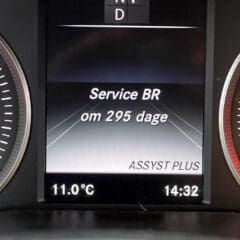 D
Service BR
om 295 dage
ASSYST PLUS
11.0°C 14:32